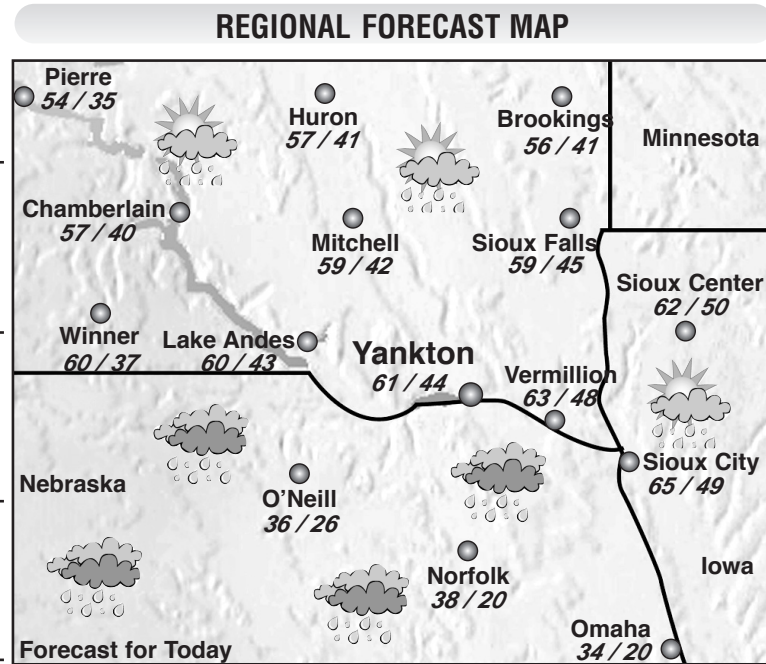 REGIONAL FORECAST MAP
Pierre
54 / 35
Huron
57 / 41
Brookings
56 / 41
Minnesota
Chamberlain
57 / 40
Mitchell
59 / 42
Sioux Falls
59 / 45
Sioux Center
62 / 50
Winner
60 / 37
Lake Andes
60 / 43
Yankton
61 / 44
Vermillion
63 / 48
Nebraska
O'Neill
36 / 26
Sioux City
65 / 49
Norfolk
38 / 20
Iowa
Omaha
34 / 20
Forecast for Today